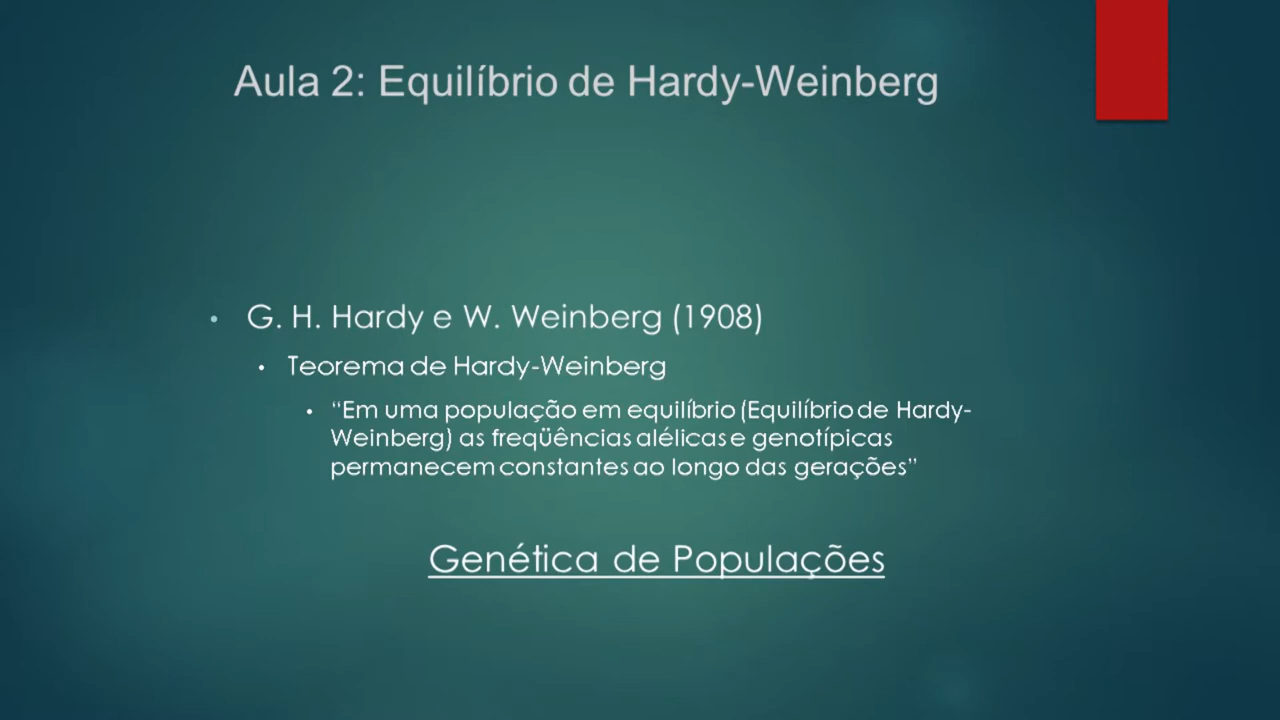 Aula 2: Equilíbrio de Hardy-Weinberg
• G. H. Hardy e W. Weinberg (1908)
• Teorema de Hardy-Weinberg
• “Em uma população em equilíbrio (Equilíbrio de Hardy-
Weinberg) as freqüências alélicas e genotípicas
permanecem constantes ao longo das gerações”
Genética de Populações